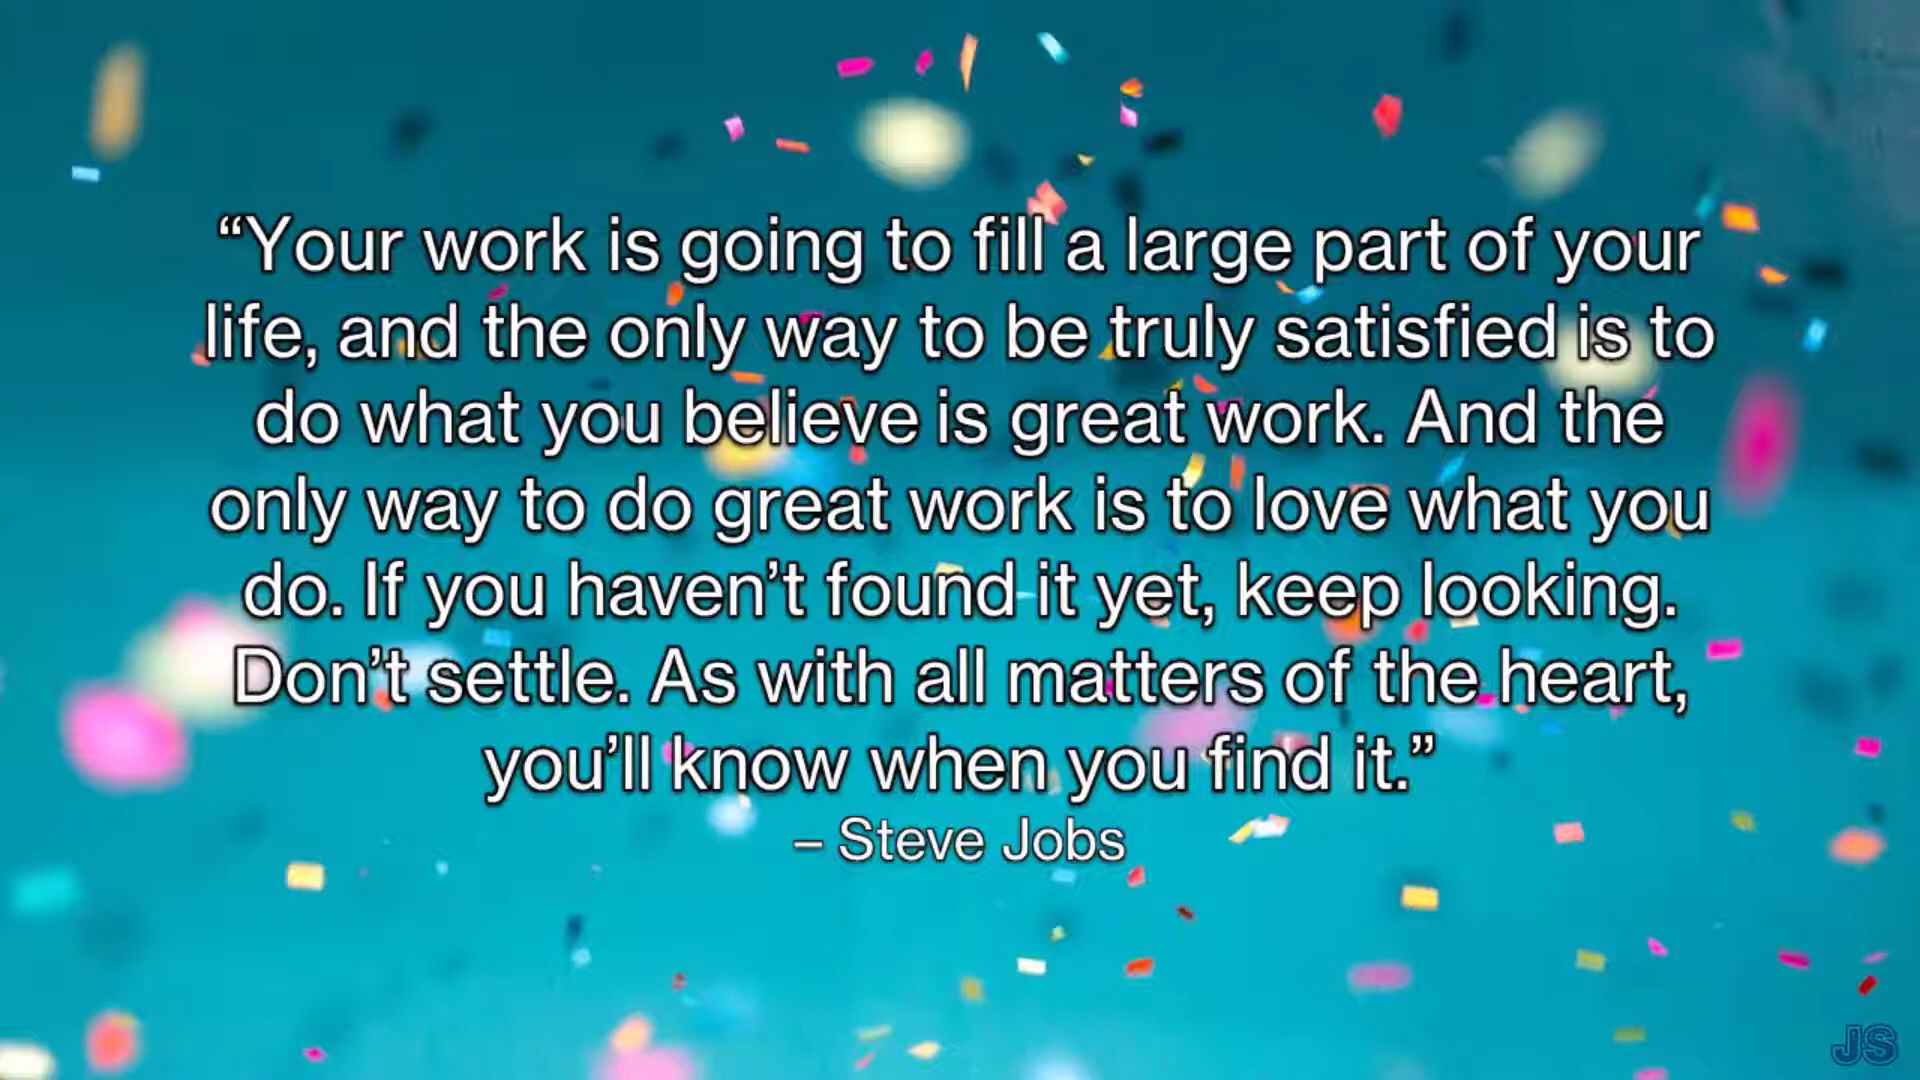 “Your work is going to fill a large part of your
life, and the only way to be truly satisfied is to
do what you believe is great work. And the
only way to do great work is to love what you
do. If you haven’t found it yet, keep looking.
Don’t settle. As with all matters of the heart,
you’ll know when you find it.”
– Steve Jobs
JS